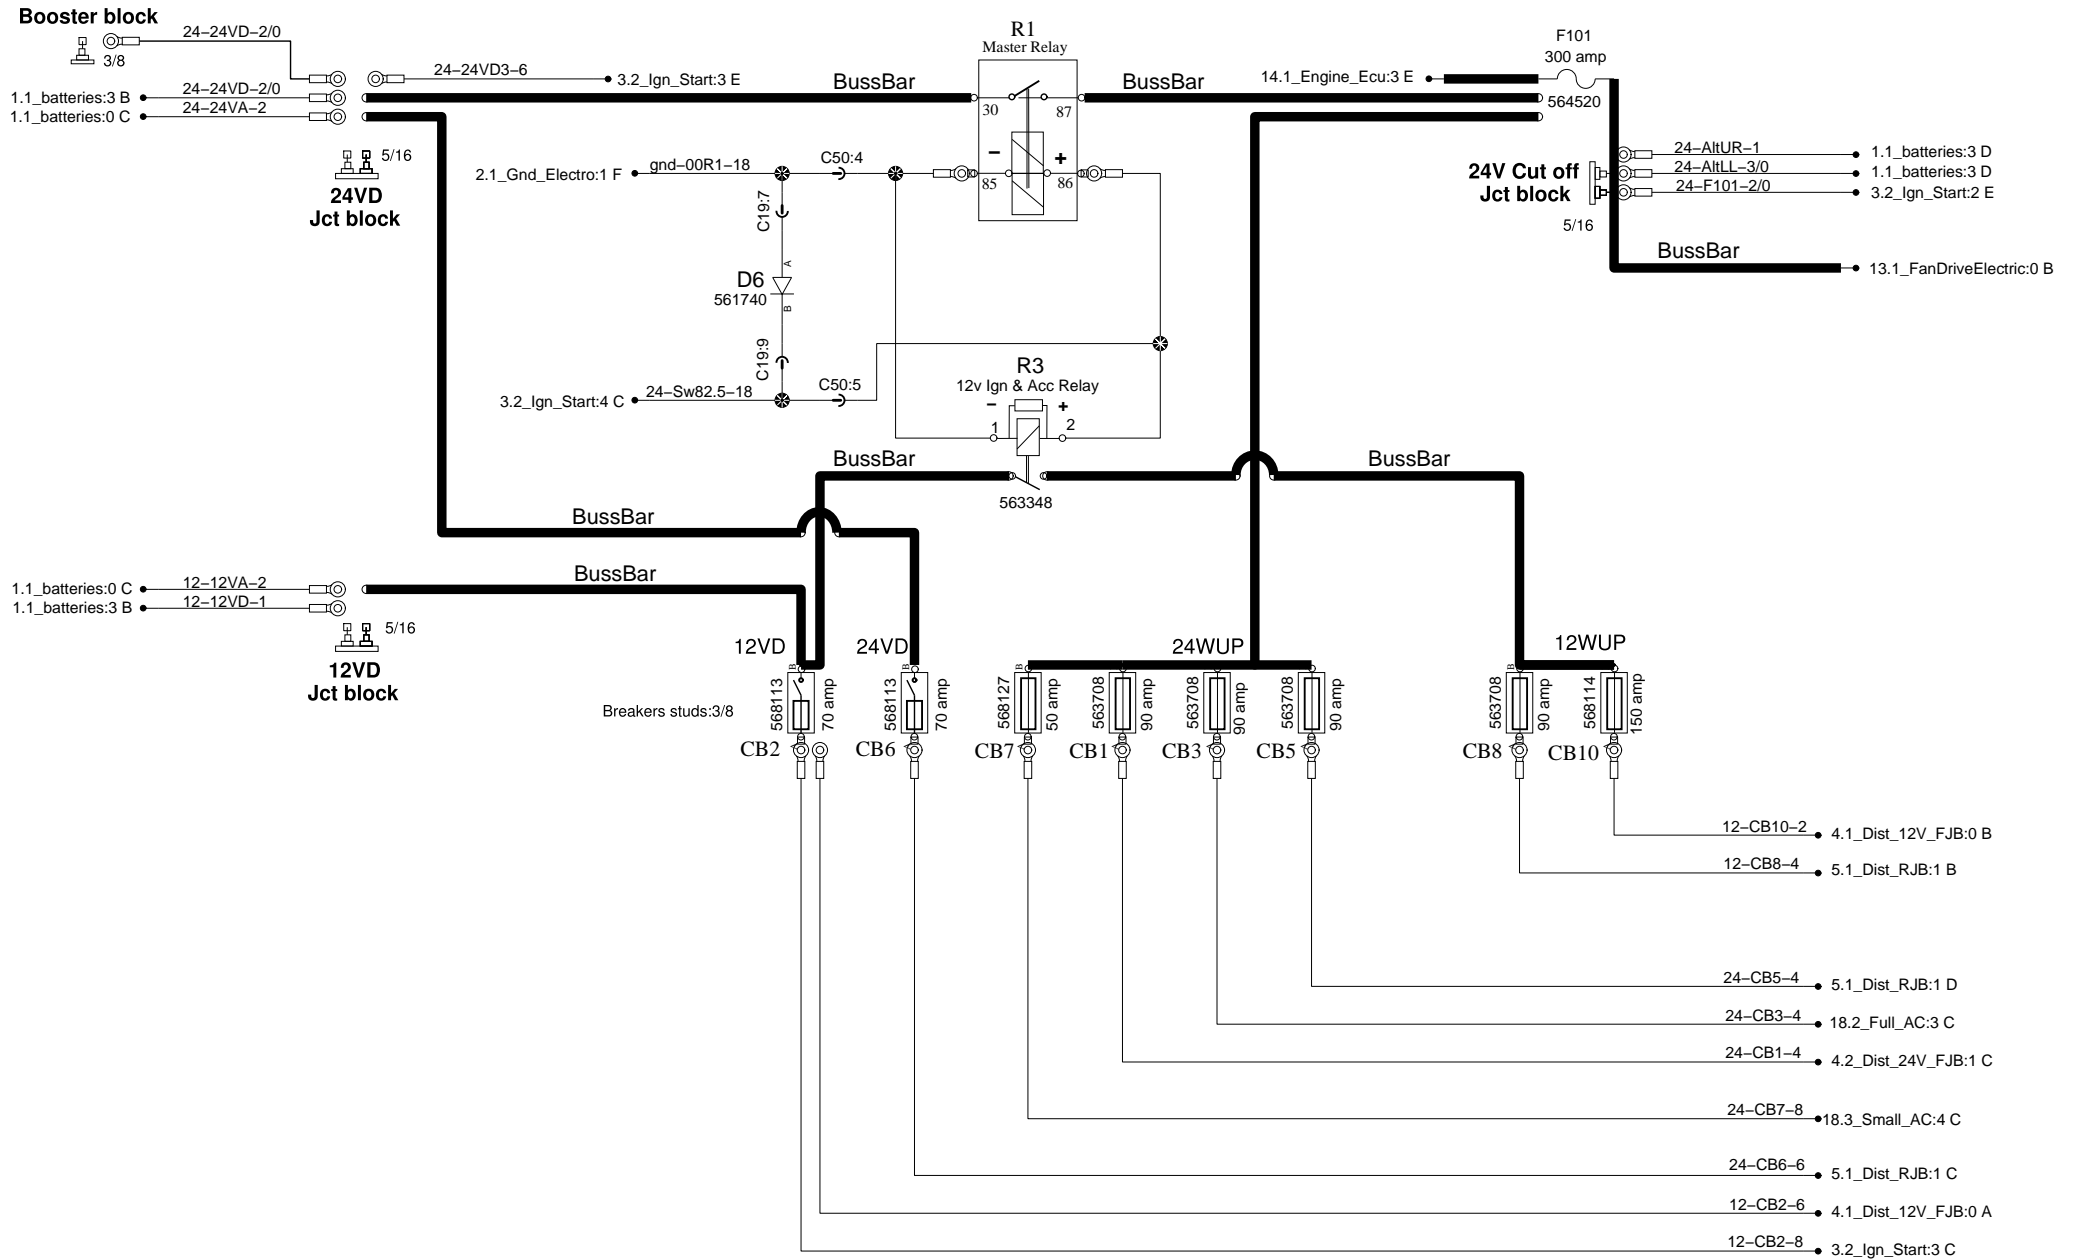 Booster block
24–24VD–2/0
3/8
24–24VD3–6
3.2_Ign_Start:3 E
1.1_batteries:3 B
24–24VD–2/0
1.1_batteries:0 C
24–24VA–2
5/16
24VD
Jct block
BussBar
R1
Master Relay
30
87
85
86
–
+
BussBar
14.1_Engine_Ecu:3 E
F101
300 amp
564520
24V Cut off
Jct block
5/16
24–AltUR–1
1.1_batteries:3 D
24–AltLL–3/0
1.1_batteries:3 D
24–F101–2/0
3.2_Ign_Start:2 E
BussBar
13.1_FanDriveElectric:0 B
2.1_Gnd_Electro:1 F
gnd–00R1–18
C50:4
C19:7
A
D6
561740
B
C19:9
3.2_Ign_Start:4 C
24–Sw82.5–18
C50:5
R3
12v Ign & Acc Relay
–
+
1
2
563348
BussBar
BussBar
BussBar
BussBar
1.1_batteries:0 C
12–12VA–2
1.1_batteries:3 B
12–12VD–1
5/16
12VD
Jct block
12VD
24VD
24WUP
12WUP
Breakers studs:3/8
B
568113
70 amp
CB2
B
568113
70 amp
CB6
B
568127
50 amp
CB7
563708
90 amp
CB1
563708
90 amp
CB3
563708
90 amp
CB5
B
563708
90 amp
CB8
568114
150 amp
CB10
12–CB10–2
4.1_Dist_12V_FJB:0 B
12–CB8–4
5.1_Dist_RJB:1 B
24–CB5–4
5.1_Dist_RJB:1 D
24–CB3–4
18.2_Full_AC:3 C
24–CB1–4
4.2_Dist_24V_FJB:1 C
24–CB7–8
18.3_Small_AC:4 C
24–CB6–6
5.1_Dist_RJB:1 C
12–CB2–6
4.1_Dist_12V_FJB:0 A
12–CB2–8
3.2_Ign_Start:3 C